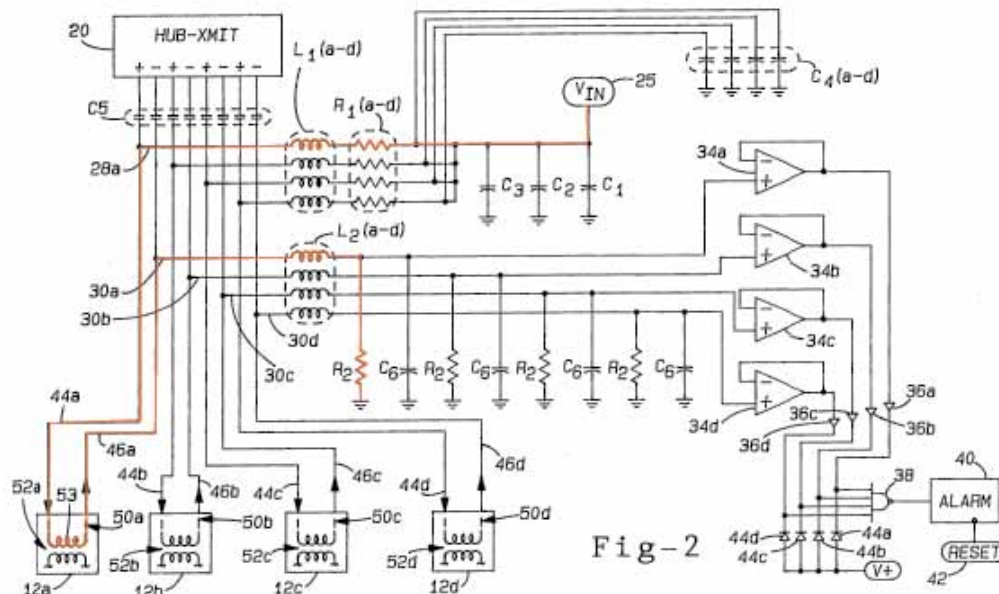 20
HUB-XMIT
+ - + - + - + -
C5
L1(a-d)
R1(a-d)
VIN
25
C4(a-d)
28a
C3
C2
C1
34a
- +
L2(a-d)
30a
30b
- +
34b
30d
30c
- +
34c
R2
C6
R2
C6
R2
C6
R2
C6
- +
34d
36a
36c
36d
36b
44a
46a
46d
44b
46b
44c
46c
44d
40
38
ALARM
52a
53
50a
50b
50c
50d
52b
52c
52d
44d
44c
44a
44b
V+
RESET
42
12a
12b
12c
12d
Fig-2